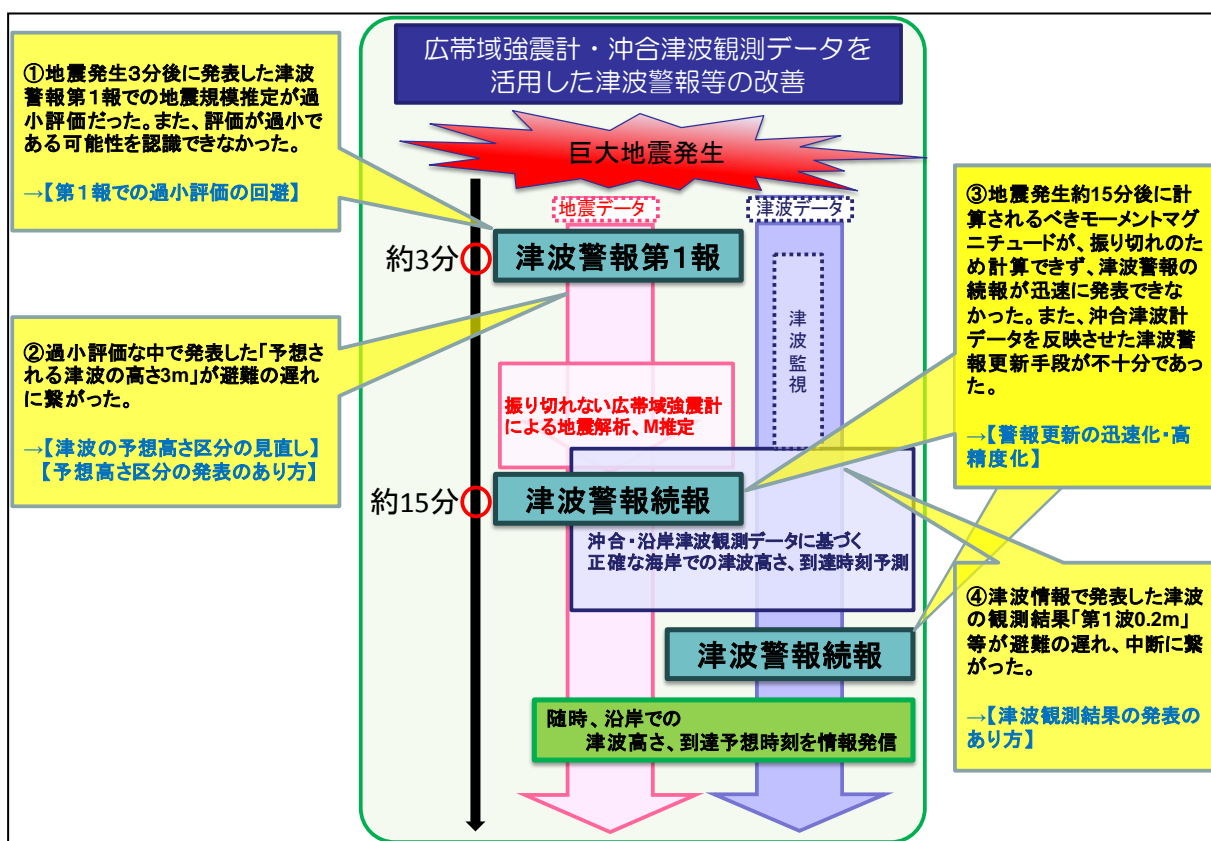 広帯域強震計・沖合津波観測データを
活用した津波警報等の改善
巨大地震発生
地震データ
津波データ
①地震発生3分後に発表した津波
警報第1報での地震規模推定が過
小評価だった。また、評価が過小で
ある可能性を認識できなかった。
→【第1報での過小評価の回避】
約3分
津波警報第1報
津波監視
②過小評価な中で発表した「予想さ
れる津波の高さ3m」が避難の遅れ
に繋がった。
→【津波の予想高さ区分の見直し】
【予想高さ区分の発表のあり方】
振り切れない広帯域強震計
による地震解析、M推定
約15分
津波警報続報
沖合・沿岸津波観測データに基づく
正確な海岸での津波高さ、到達時刻予測
津波警報続報
随時、沿岸での
津波高さ、到達予想時刻を情報発信
③地震発生約15分後に計
算されるべきモーメントマグ
ニチュードが、振り切れのた
め計算できず、津波警報の
続報が迅速に発表できな
かった。また、沖合津波計
データを反映させた津波警
報更新手段が不十分であっ
た。
→【警報更新の迅速化・高
精度化】
④津波情報で発表した津波
の観測結果「第1波0.2m」
等が避難の遅れ、中断に繋
がった。
→【津波観測結果の発表の
あり方】